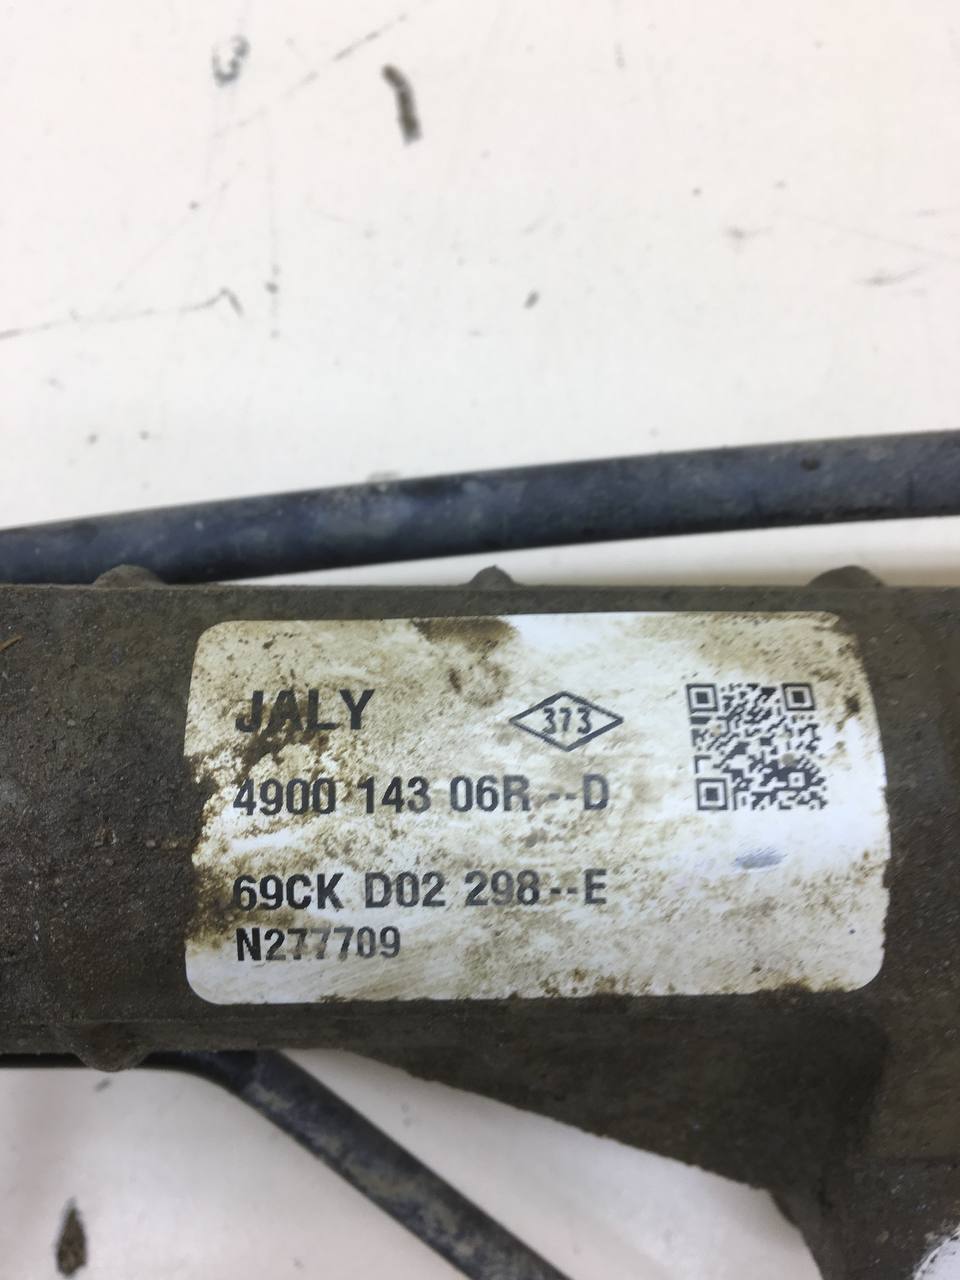 JALY
373
4900 143 06R--D
69CK D02 298--E
N277709